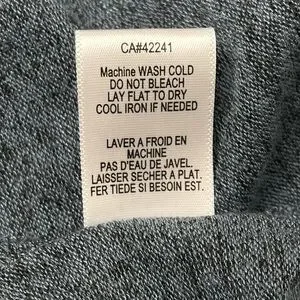 CA#42241
Machine WASH COLD
DO NOT BLEACH
LAY FLAT TO DRY
COOL IRON IF NEEDED
LAVER A FROID EN
MACHINE
PAS D'EAU DE JAVEL.
LAISSER SECHER A PLAT.
FER TIEDE SI BESOIN EST.